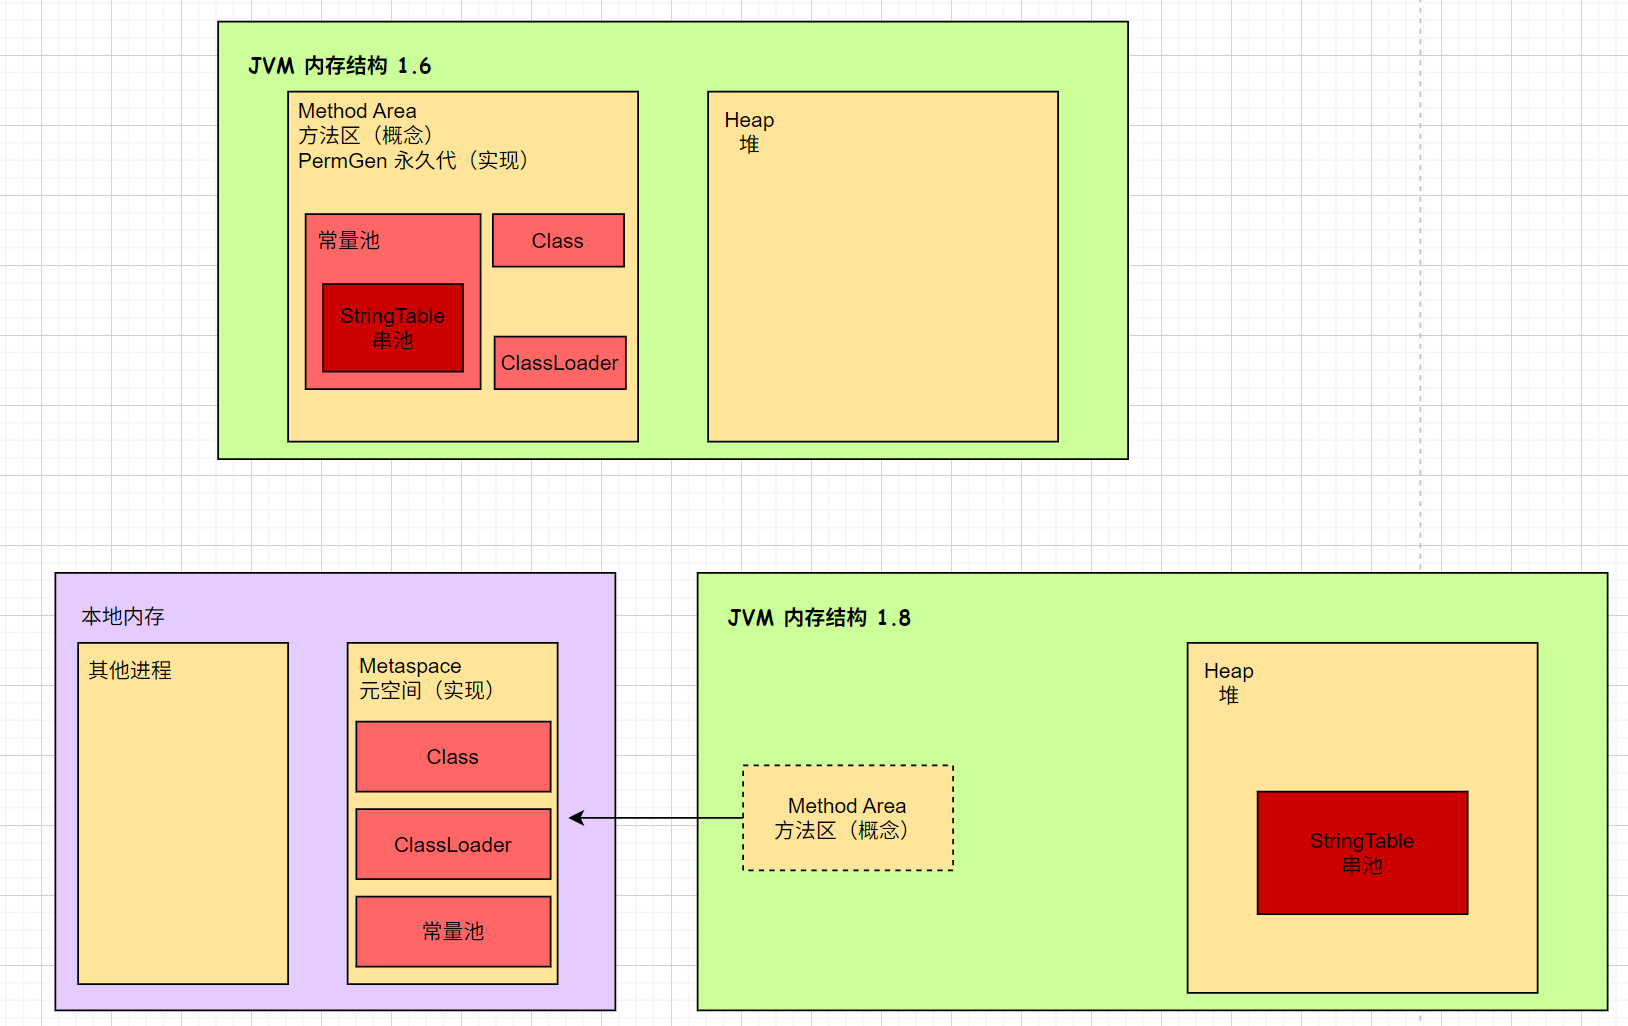 JVM 内存结构 1.6
Method Area
方法区（概念）
PermGen 永久代（实现）
常量池
StringTable
串池
Class
ClassLoader
Heap
堆
本地内存
其他进程
Metaspace
元空间（实现）
Class
ClassLoader
常量池
JVM 内存结构 1.8
Method Area
方法区（概念）
Heap
堆
StringTable
串池